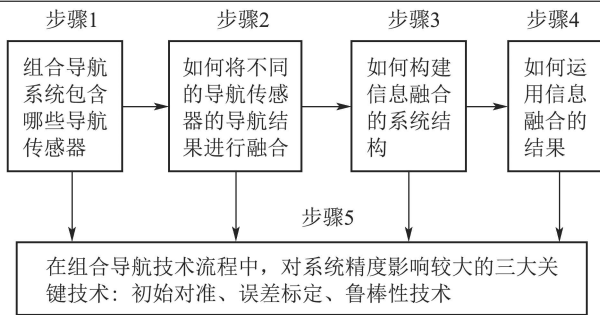 步骤1
步骤2
步骤3
步骤4
组合导航
系统包含
哪些导航
传感器
如何将不同
的导航传感
器的导航结
果进行融合
如何构建
信息融合
的系统结
构
如何运
用信息
融合的
结果
步骤5
在组合导航技术流程中，对系统精度影响较大的三大关
键技术：初始对准、误差标定、鲁棒性技术